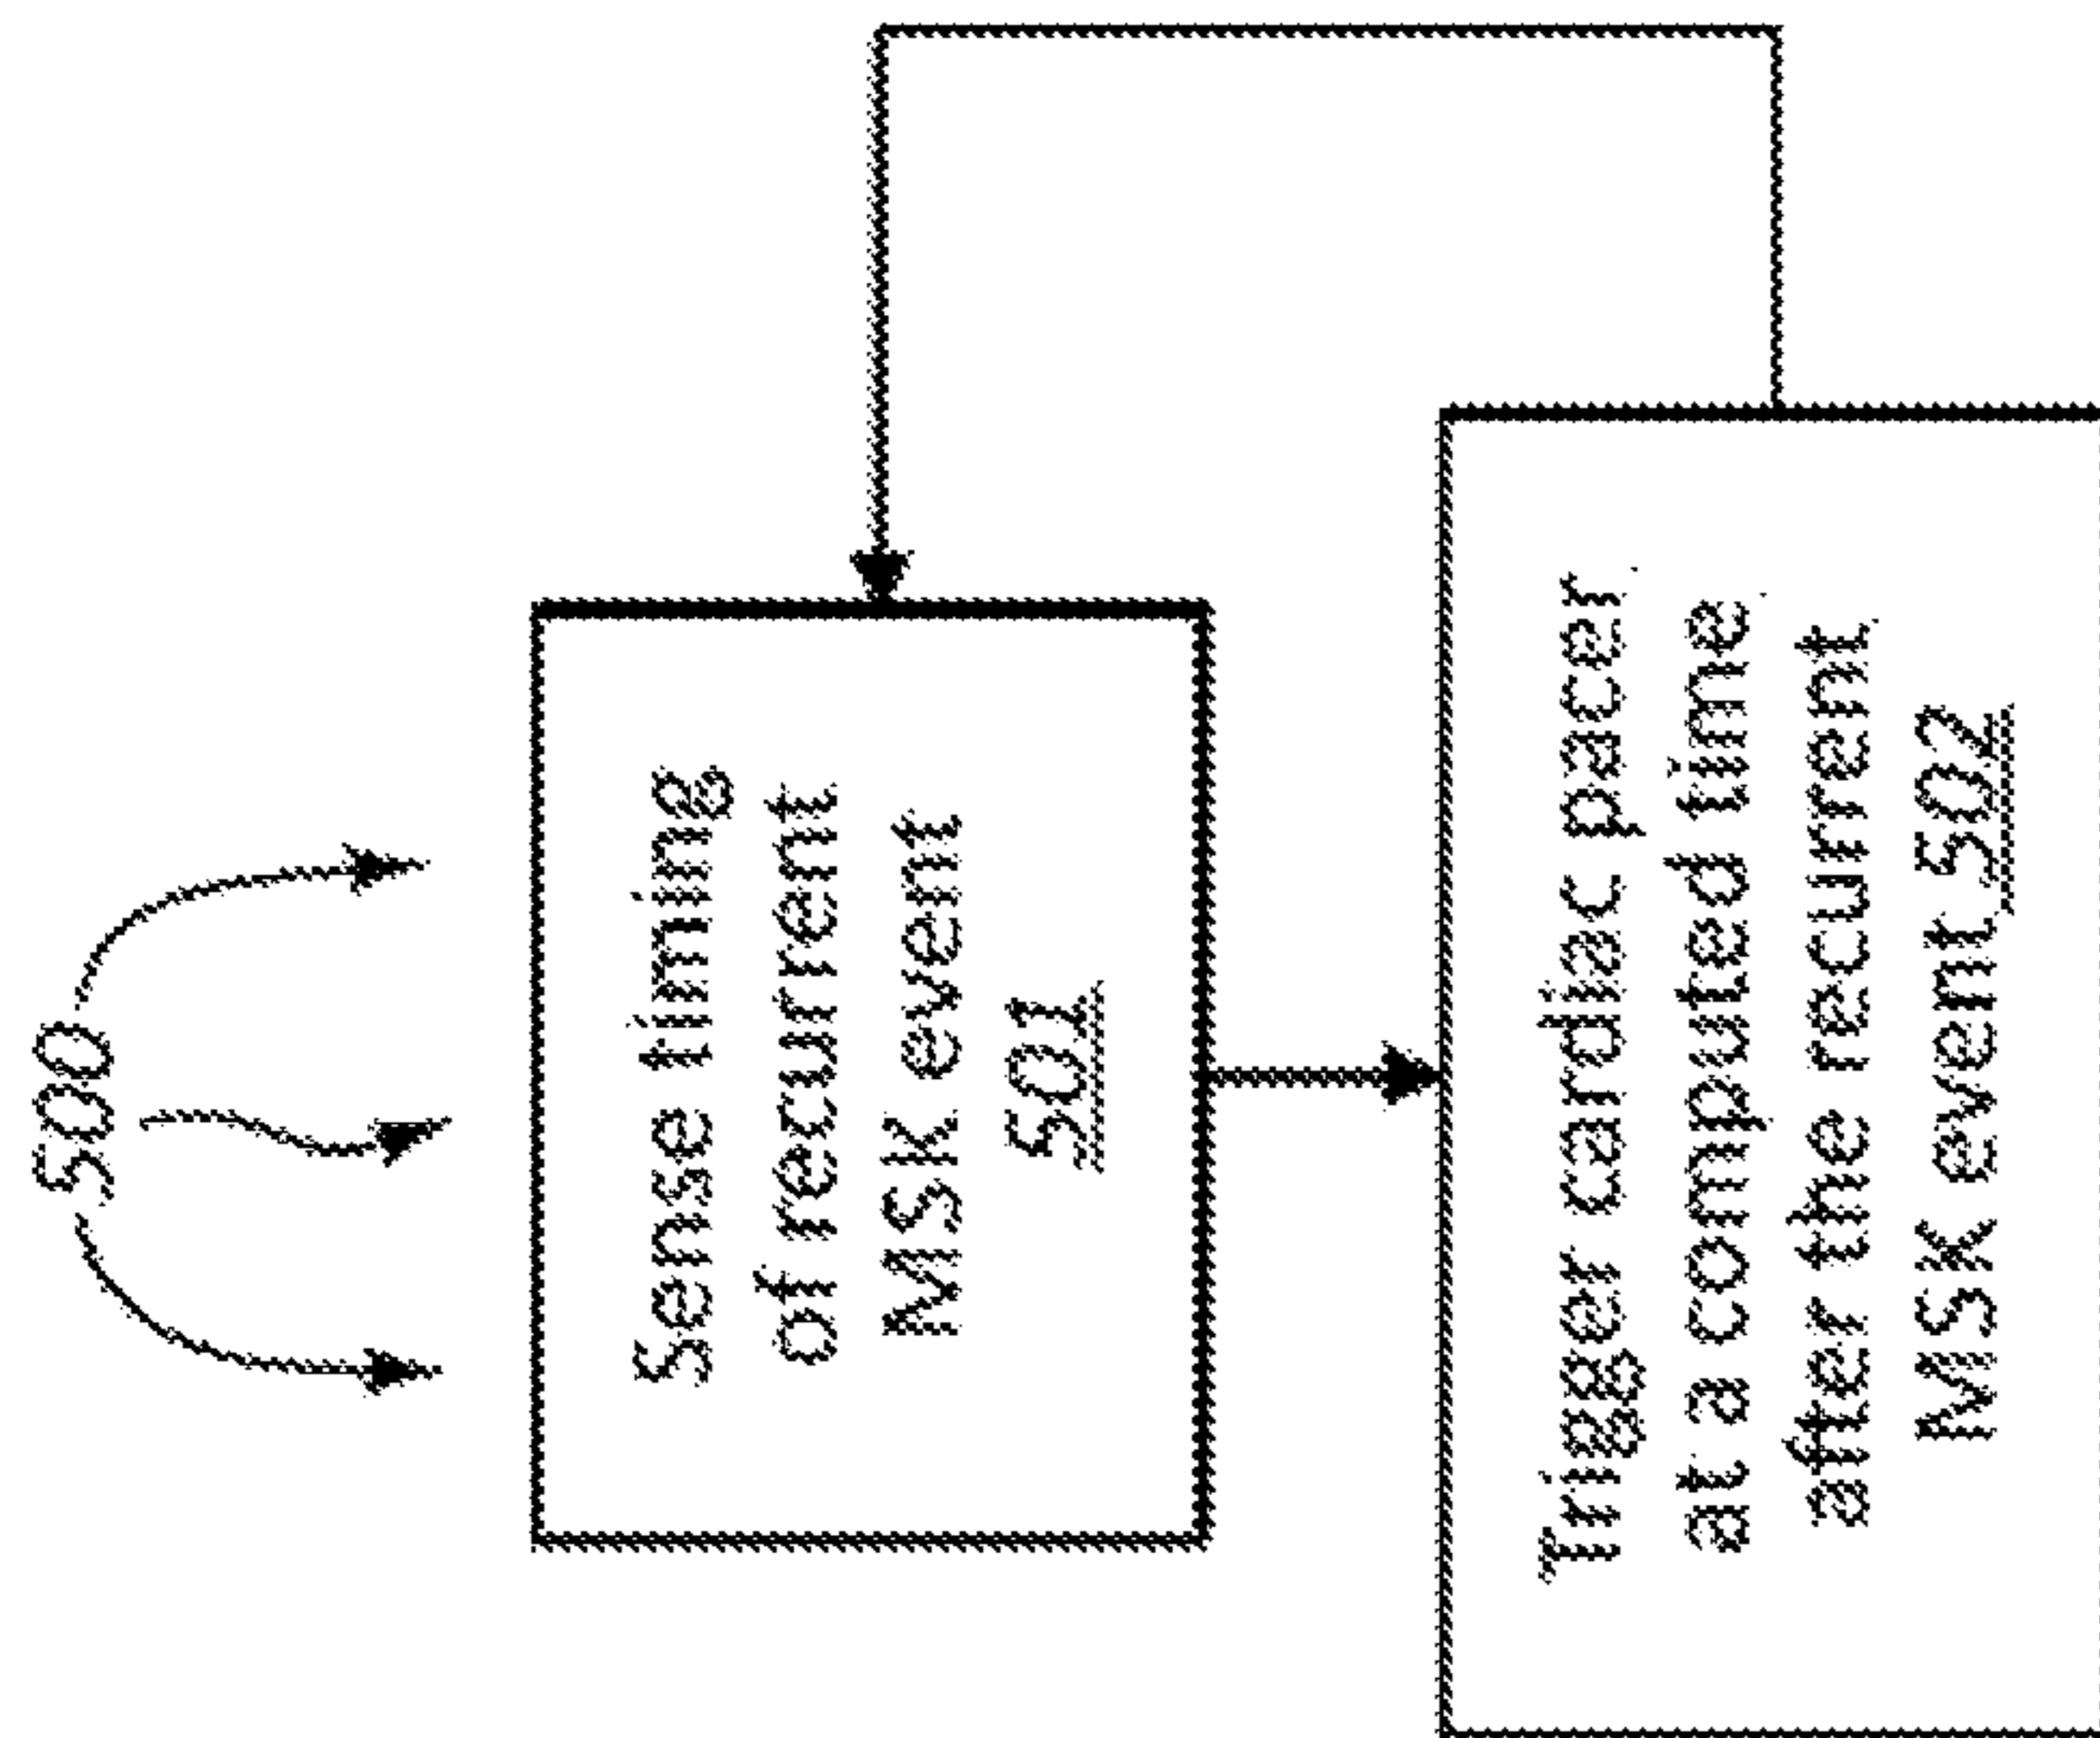 500
Sense timing
of recurrent
MSK event
501
Trigger cardiac pacer
at a computed time
after the recurrent
MSK event 502